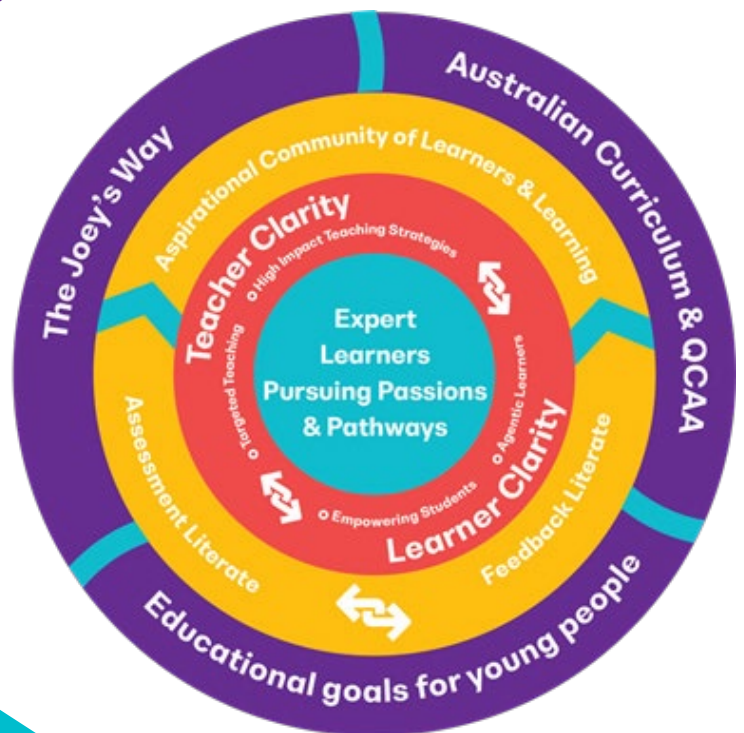 The Joey's Way
Australian Curriculum & QCAA
Educational goals for young people
Aspirational Community of Learners & Learning
Assessment Literate
Feedback Literate
Teacher Clarity
High Impact Teaching Strategies
Targeted Teaching
Learner Clarity
Agentic Learners
Empowering Students
Expert
Learners
Pursuing Passions
& Pathways